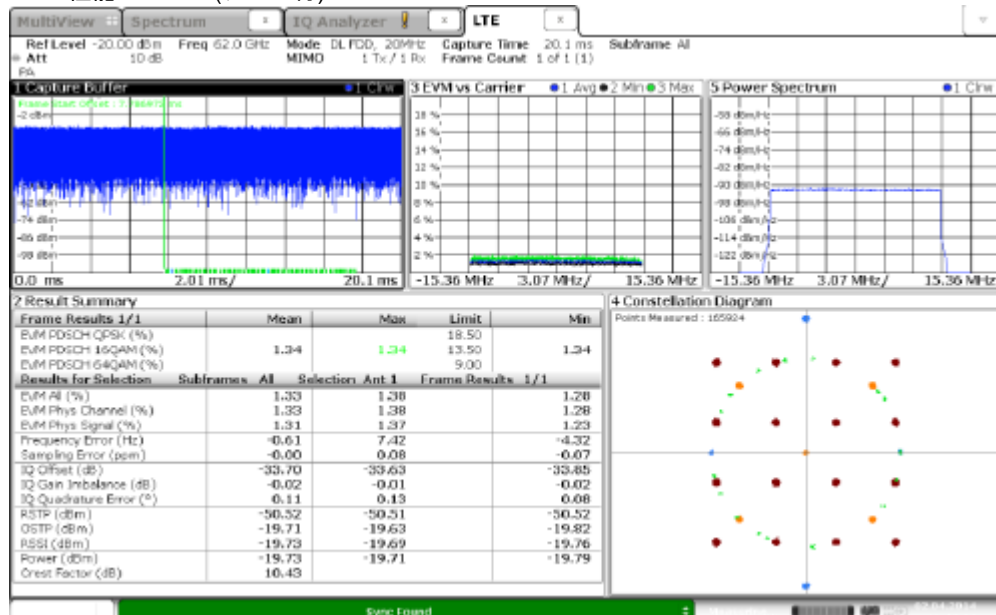 MultiView Spectrum x IQ Analyzer x LTE x
Ref Level -20.00 dBm Freq 62.0 GHz Mode DL FDD, 20MHz Capture Time 20.1 ms Subframe All
Att 10 dB MIMO 1 Tx / 1 Rx Frame Count 1 of 1 (1)
PA
1 Capture Buffer 1 Clrw
Frame Start Offset :
-2 dBm
-74 dBm
-86 dBm
-98 dBm
0.0 ms 2.01 ms/ 20.1 ms
3 EVM vs Carrier 1 Avg 2 Min 3 Max
18 %
16 %
14 %
12 %
10 %
8 %
6 %
4 %
2 %
-15.36 MHz 3.07 MHz/ 15.36 MHz
5 Power Spectrum 1 Clrw
-74 dBm/Hz
-82 dBm/Hz
-90 dBm/Hz
-98 dBm/Hz
-106 dBm/Hz
-114 dBm/Hz
-122 dBm/Hz
-15.36 MHz 3.07 MHz/ 15.36 MHz
2 Result Summary
Frame Results 1/1 Mean Max Limit Min
EVM PDSCH QPSK (%) 18.50
EVM PDSCH 16QAM (%) 1.34 1.34 13.50 1.34
EVM PDSCH 64QAM (%) 9.00
Results for Selection Subframes All Selection Ant 1 Frame Results 1/1
EVM All (%) 1.33 1.38 1.28
EVM Phys Channel (%) 1.33 1.38 1.28
EVM Phys Signal (%) 1.31 1.37 1.23
Frequency Error (Hz) -0.61 7.42 -4.32
Sampling Error (ppm) -0.00 0.08 -0.07
IQ Offset (dB) -33.70 -33.63 -33.85
IQ Gain Imbalance (dB) -0.02 -0.01 -0.02
IQ Quadrature Error (°) 0.11 0.13 0.08
RSTP (dBm) -50.52 -50.51 -50.52
OSTP (dBm) -19.71 -19.63 -19.82
RSSI (dBm) -19.73 -19.69 -19.76
Power (dBm) -19.73 -19.71 -19.79
Crest Factor (dB) 10.43
4 Constellation Diagram
Points Measured : 165924
Sync Found